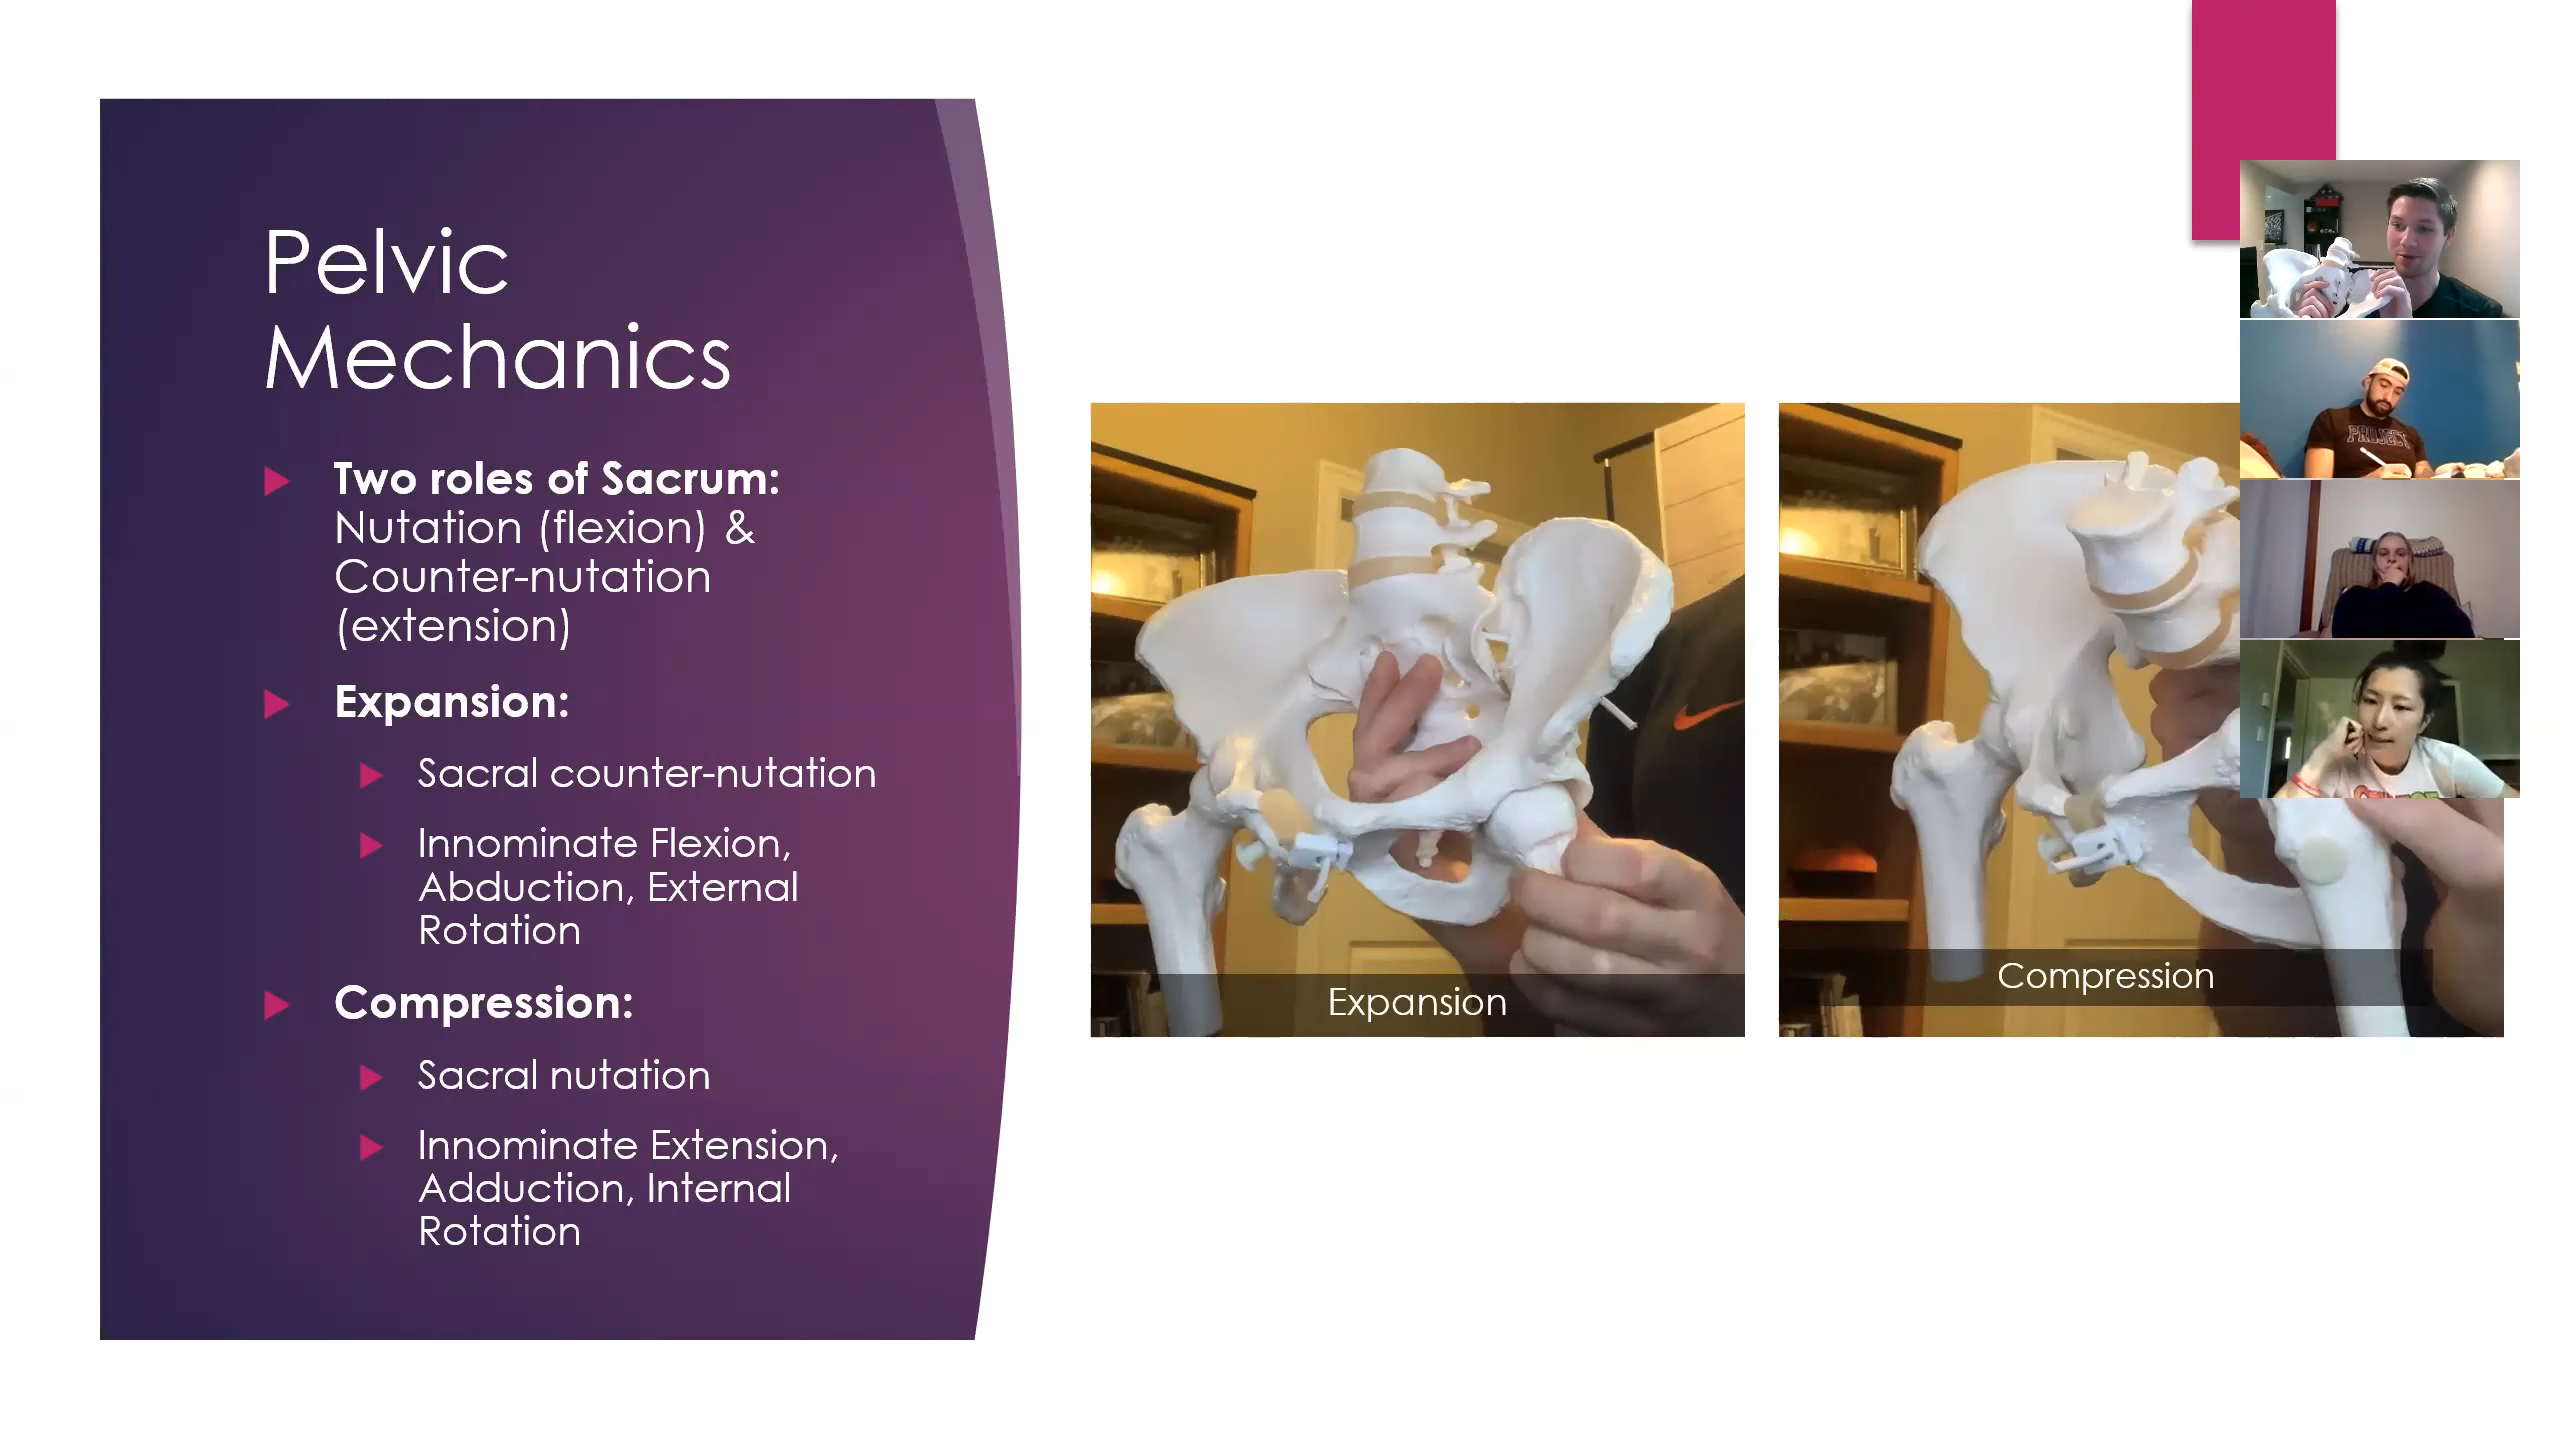 Pelvic
Mechanics
Two roles of Sacrum:
Nutation (flexion) &
Counter-nutation
(extension)
Expansion:
Sacral counter-nutation
Innominate Flexion,
Abduction, External
Rotation
Compression:
Sacral nutation
Innominate Extension,
Adduction, Internal
Rotation
Expansion
Compression
PROJECT